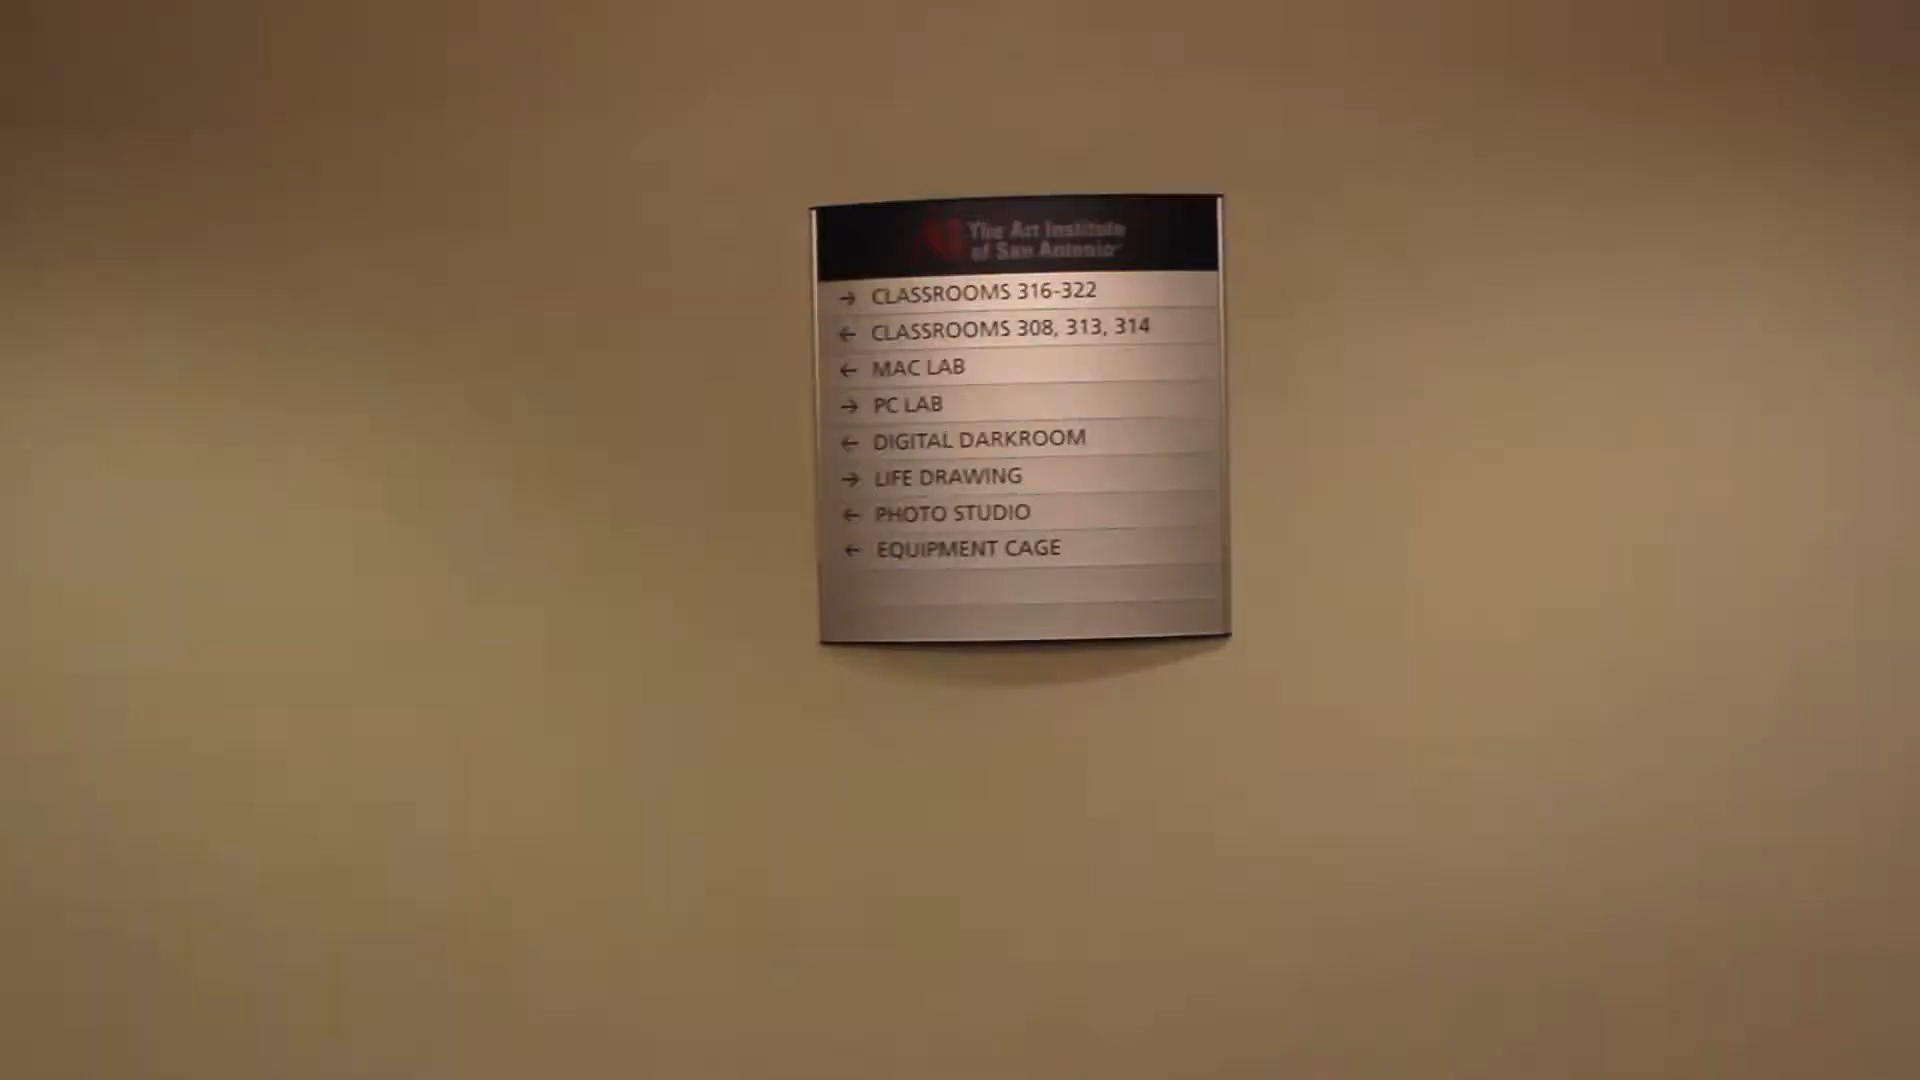 The Art Institute
of San Antonio
→ CLASSROOMS 316-322
← CLASSROOMS 308, 313, 314
← MAC LAB
→ PC LAB
← DIGITAL DARKROOM
→ LIFE DRAWING
← PHOTO STUDIO
← EQUIPMENT CAGE